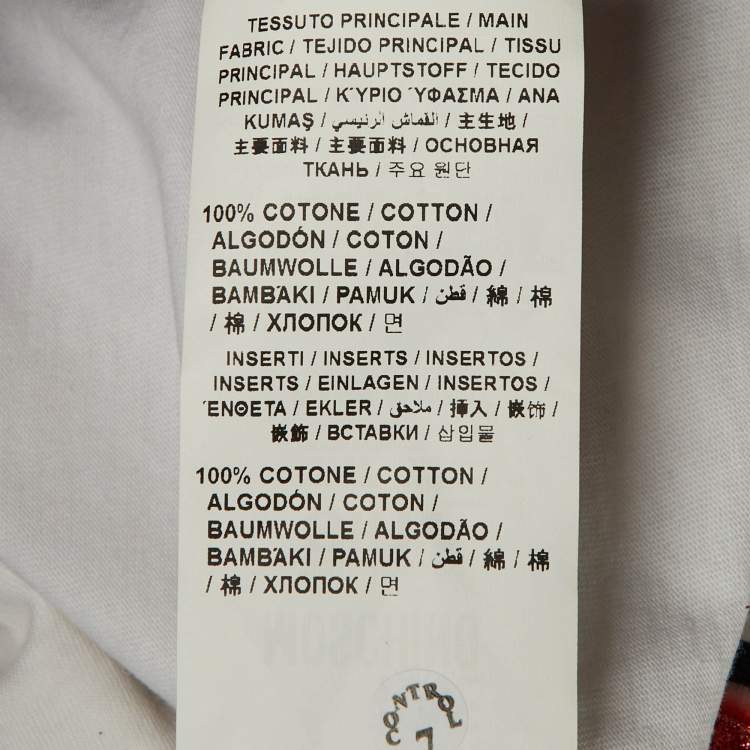 TESSUTO PRINCIPALE / MAIN
FABRIC / TEJIDO PRINCIPAL / TISSU
PRINCIPAL / HAUPTSTOFF / TECIDO
PRINCIPAL / ΚΎΡΙΟ ΎΦΑΣΜΑ / ANA
KUMAŞ / القماش الرئيسي / 主生地 /
主要面料 / 主要面料 / ОСНОВНАЯ
ТКАНЬ / 주요 원단
100% COTONE / COTTON /
ALGODÓN / COTON /
BAUMWOLLE / ALGODÃO /
ΒΑΜΒΆΚΙ / PAMUK / قطن / 綿 / 棉
/ 棉 / ХЛОПОК / 면
INSERTI / INSERTS / INSERTOS /
INSERTS / EINLAGEN / INSERTOS /
ΈΝΘΕΤΑ / EKLER / ملاحق / 挿入 / 嵌饰 /
嵌飾 / ВСТАВКИ / 삽입물
100% COTONE / COTTON /
ALGODÓN / COTON /
BAUMWOLLE / ALGODÃO /
ΒΑΜΒΆΚΙ / PAMUK / قطن / 綿 / 棉
/ 棉 / ХЛОПОК / 면
CONTROL
7